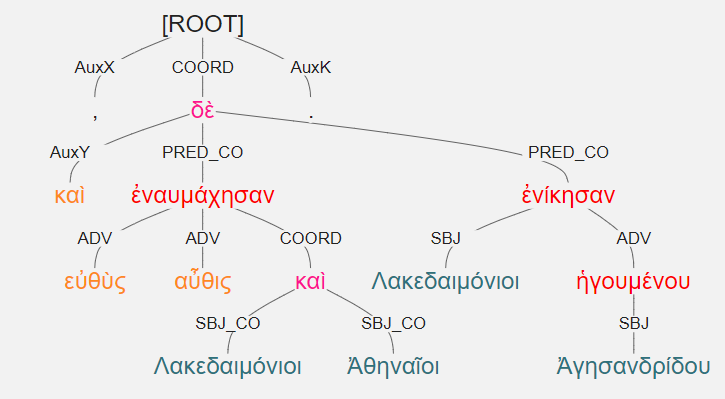 [ROOT]
AuxX COORD AuxK
, δὲ .
AuxY PRED_CO PRED_CO
καὶ ἐναυμάχησαν ἐνίκησαν
ADV ADV COORD SBJ ADV
εὐθὺς αὖθις καὶ Λακεδαιμόνιοι ἡγουμένου
SBJ_CO SBJ_CO SBJ
Λακεδαιμόνιοι Ἀθηναῖοι Ἀγησανδρίδου